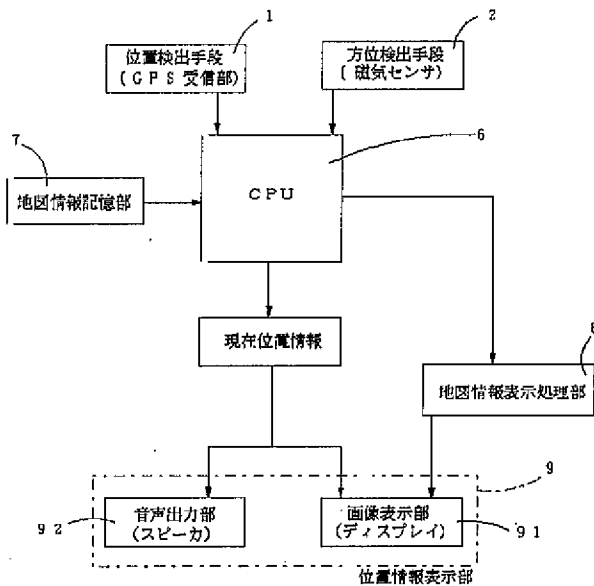 1
2
位置検出手段
(GPS 受信部)
方位検出手段
( 磁気センサ)
7
6
地図情報記憶部
CPU
現在位置情報
8
地図情報表示処理部
9
92
音声出力部
(スピーカ)
画像表示部
(ディスプレイ)
91
位置情報表示部